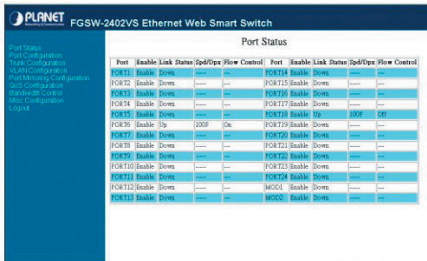 PLANET
Networking & Communication
FGSW-2402VS Ethernet Web Smart Switch
Port Status
Port Configuration
Trunk Configuration
VLAN Configuration
Port Mirroring Configuration
QoS Configuration
Bandwidth Control
Misc Configuration
Logout
Port Status
Port Enable Link Status Spd/Dpx Flow Control Port Enable Link Status Spd/Dpx Flow Control
PORT1 Enable Down ----- --- PORT14 Enable Down ----- ---
PORT2 Enable Down ----- --- PORT15 Enable Down ----- ---
PORT3 Enable Down ----- --- PORT16 Enable Down ----- ---
PORT4 Enable Down ----- --- PORT17 Enable Down ----- ---
PORT5 Enable Down ----- --- PORT18 Enable Up 100F Off
PORT6 Enable Up 100F On PORT19 Enable Down ----- ---
PORT7 Enable Down ----- --- PORT20 Enable Down ----- ---
PORT8 Enable Down ----- --- PORT21 Enable Down ----- ---
PORT9 Enable Down ----- --- PORT22 Enable Down ----- ---
PORT10 Enable Down ----- --- PORT23 Enable Down ----- ---
PORT11 Enable Down ----- --- PORT24 Enable Down ----- ---
PORT12 Enable Down ----- --- MOD1 Enable Down ----- ---
PORT13 Enable Down ----- --- MOD2 Enable Down ----- ---